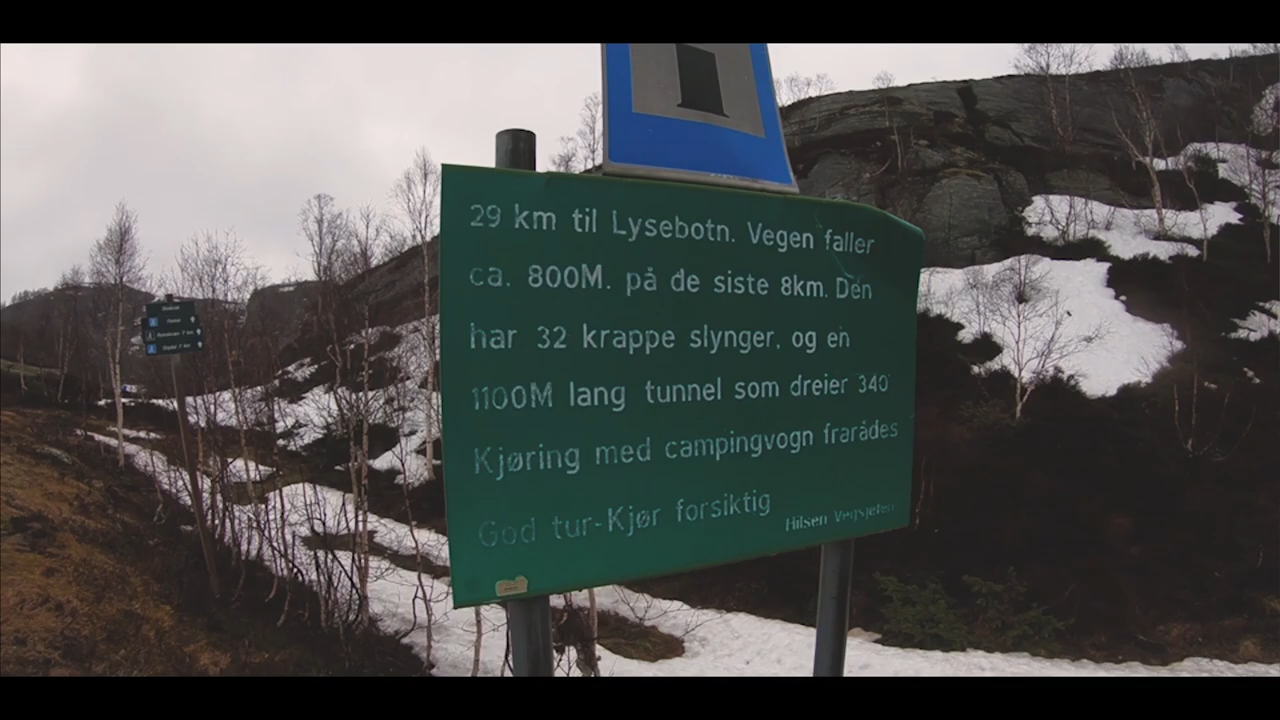 29 km til Lysebotn. Vegen faller
ca. 800M. på de siste 8km. Den
har 32 krappe slynger, og en
1100M lang tunnel som dreier 340°
Kjøring med campingvogn frarådes
God tur-Kjør forsiktig
Hilsen Vegsjefen